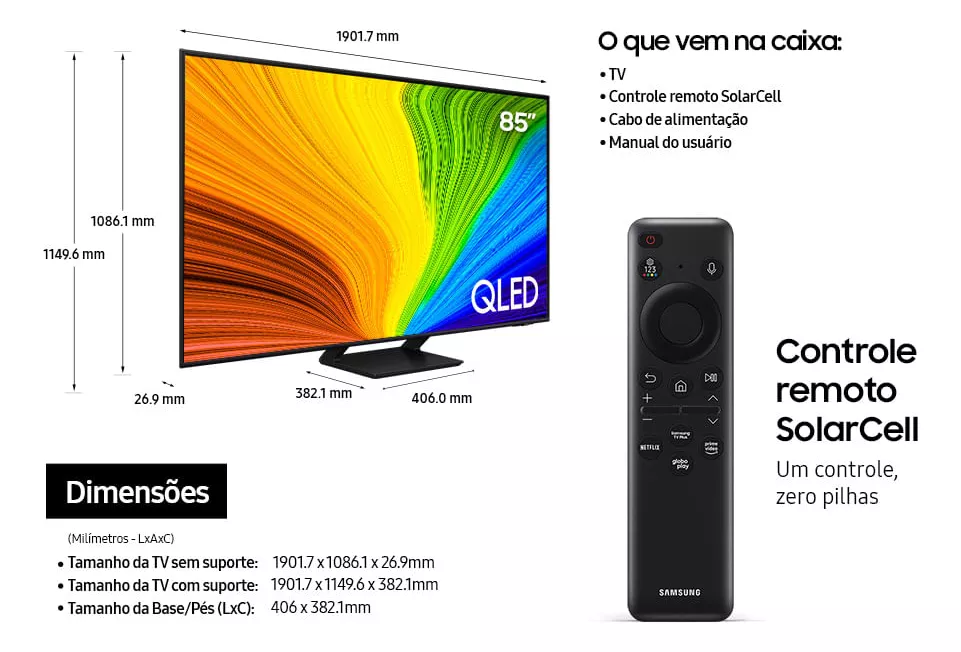 1901.7 mm
85”
QLED
1086.1 mm
1149.6 mm
26.9 mm
382.1 mm
406.0 mm
O que vem na caixa:
• TV
• Controle remoto SolarCell
• Cabo de alimentação
• Manual do usuário
123
NETFLIX
Samsung
TV Plus
prime
video
globo
play
SAMSUNG
Controle
remoto
SolarCell
Um controle,
zero pilhas
Dimensões
(Milímetros - LxAxC)
• Tamanho da TV sem suporte: 1901.7 x 1086.1 x 26.9mm
• Tamanho da TV com suporte: 1901.7 x 1149.6 x 382.1mm
• Tamanho da Base/Pés (LxC): 406 x 382.1mm